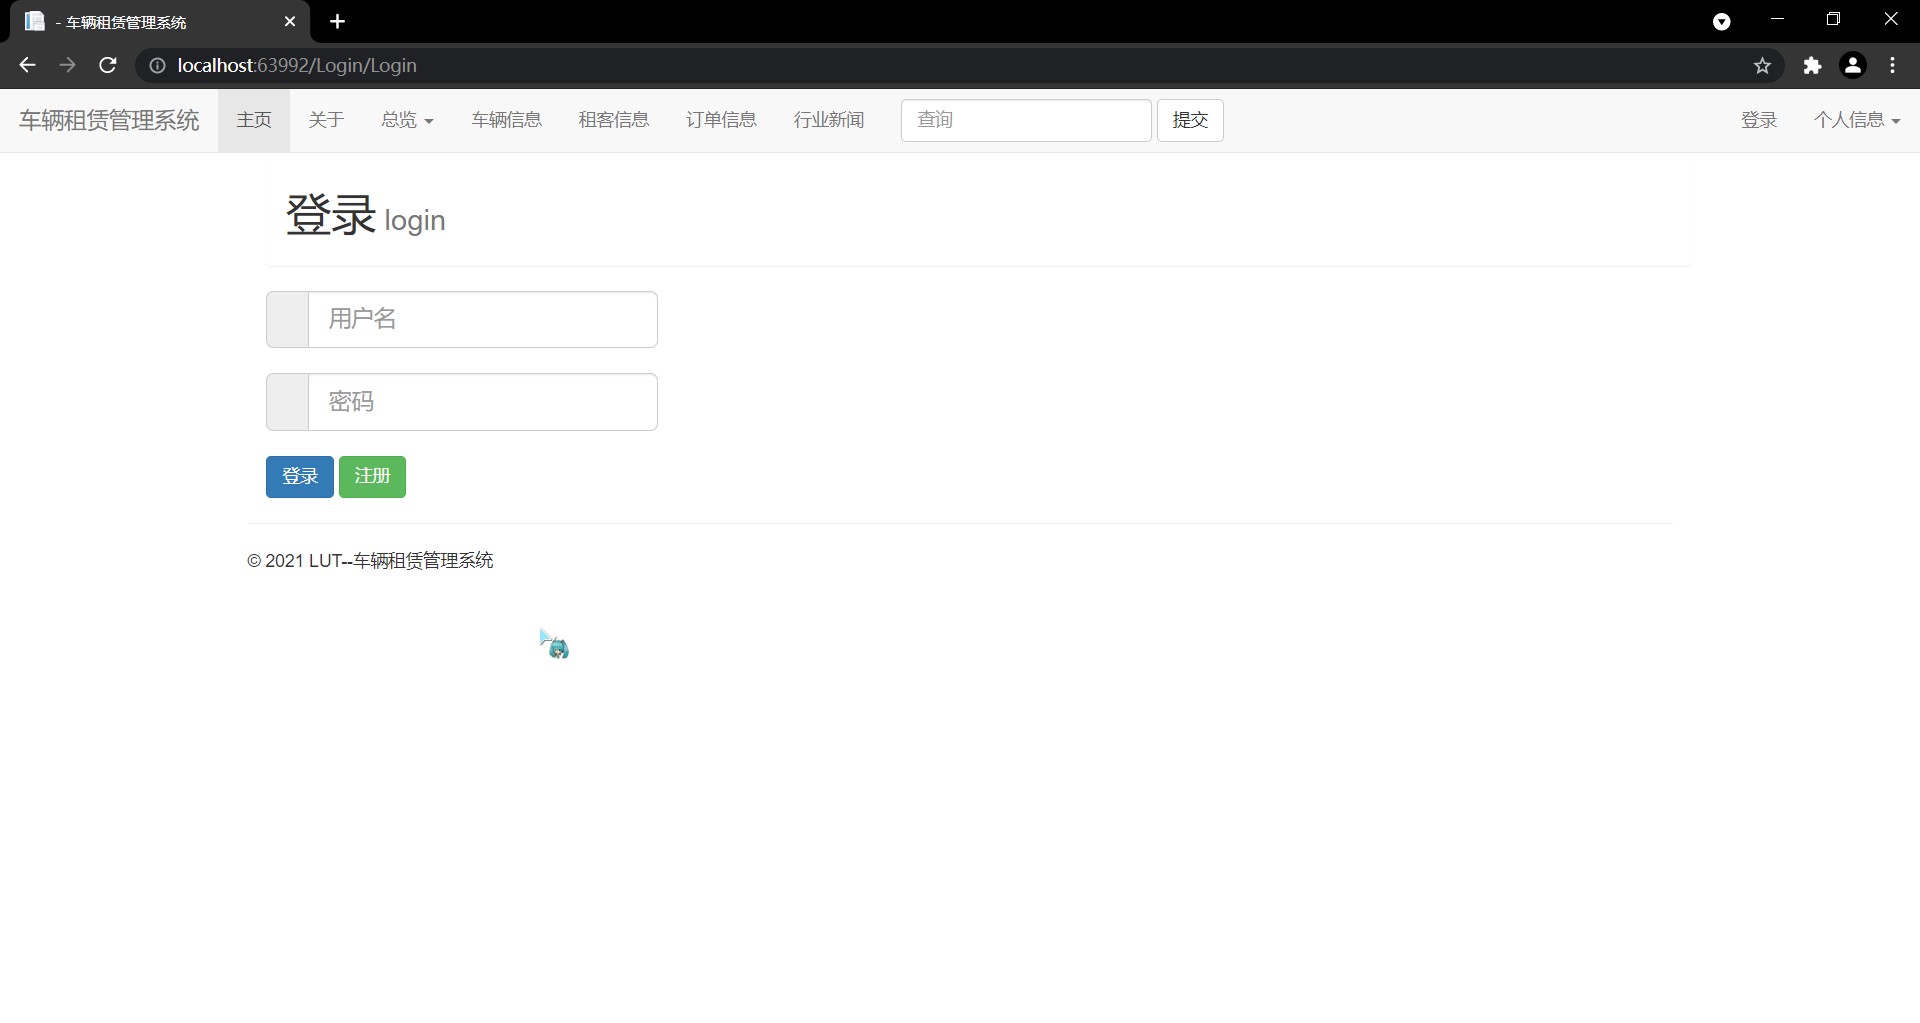 - 车辆租赁管理系统
localhost:63992/Login/Login
车辆租赁管理系统 主页 关于 总览 车辆信息 租客信息 订单信息 行业新闻 查询 提交 登录 个人信息
登录 login
用户名
密码
登录 注册
© 2021 LUT--车辆租赁管理系统